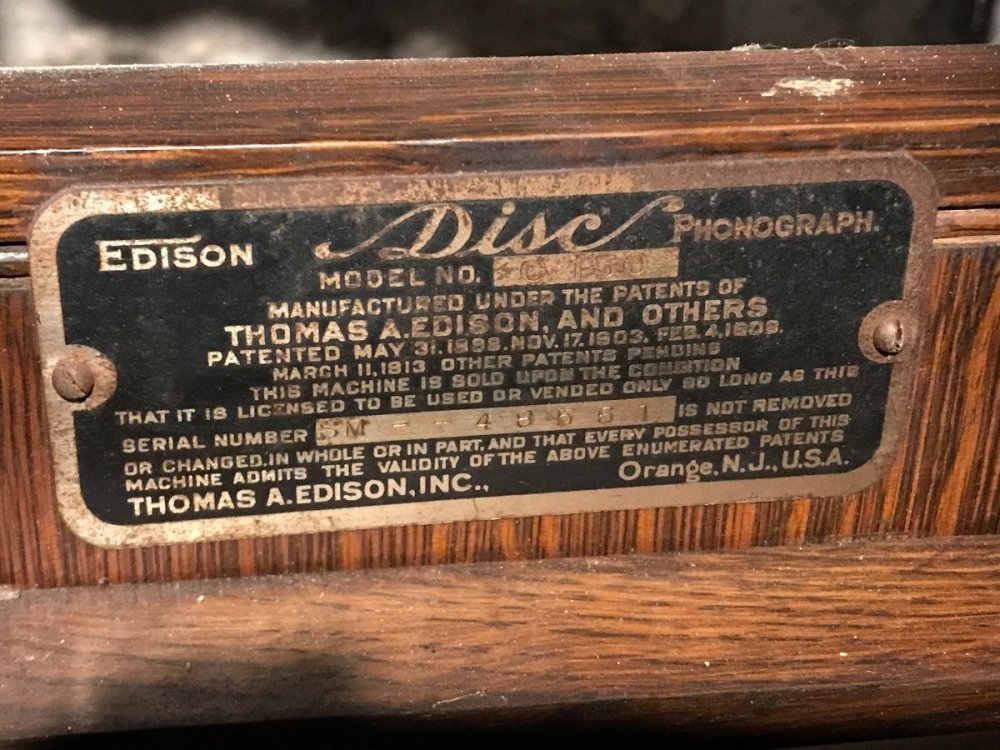 EDISON Disc PHONOGRAPH.
MODEL NO.
MANUFACTURED UNDER THE PATENTS OF
THOMAS A. EDISON, AND OTHERS
PATENTED MAY 31, 1898. NOV. 17, 1903. FEB. 4, 1908.
MARCH 11, 1913 OTHER PATENTS PENDING
THIS MACHINE IS SOLD UPON THE CONDITION
THAT IT IS LICENSED TO BE USED OR VENDED ONLY SO LONG AS THIS
SERIAL NUMBER SM -- 48681 IS NOT REMOVED
OR CHANGED, IN WHOLE OR IN PART, AND THAT EVERY POSSESSOR OF THIS
MACHINE ADMITS THE VALIDITY OF THE ABOVE ENUMERATED PATENTS
THOMAS A. EDISON, INC., Orange, N.J., U.S.A.